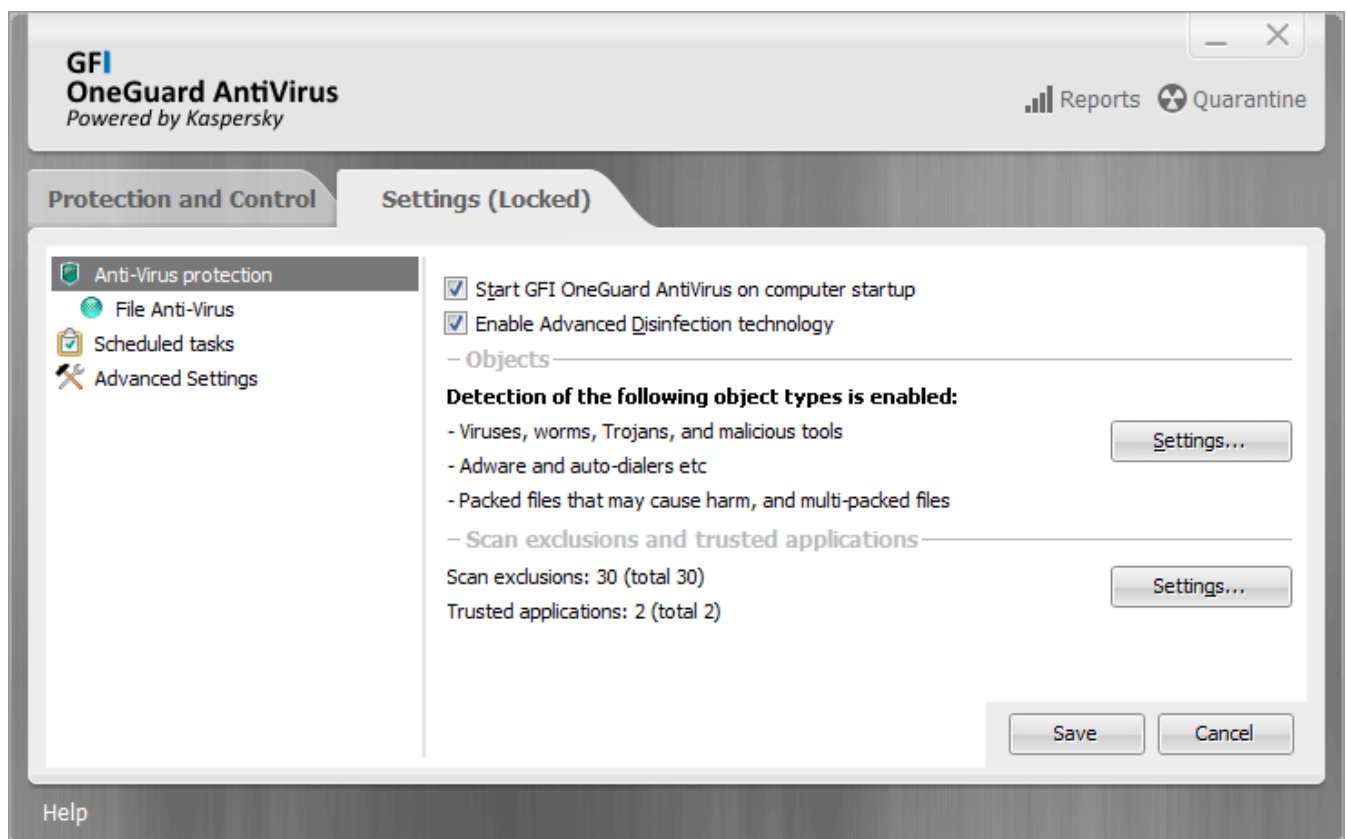 GFI
OneGuard AntiVirus
Powered by Kaspersky
Reports
Quarantine
Protection and Control
Settings (Locked)
Anti-Virus protection
File Anti-Virus
Scheduled tasks
Advanced Settings
Start GFI OneGuard AntiVirus on computer startup
Enable Advanced Disinfection technology
Objects
Detection of the following object types is enabled:
- Viruses, worms, Trojans, and malicious tools
- Adware and auto-dialers etc
- Packed files that may cause harm, and multi-packed files
Settings...
Scan exclusions and trusted applications
Scan exclusions: 30 (total 30)
Trusted applications: 2 (total 2)
Settings...
Save
Cancel
Help